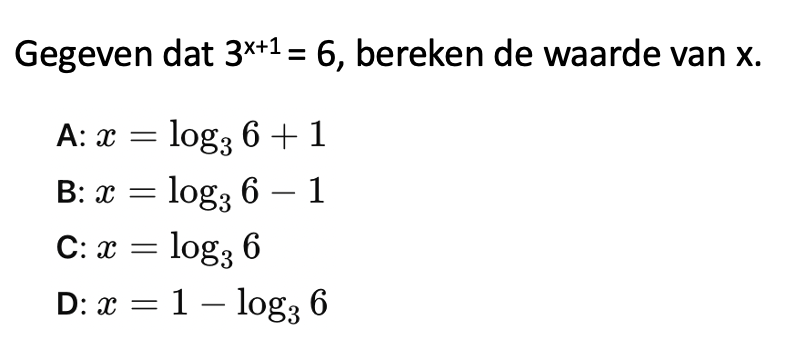 Gegeven dat 3ˣ⁺¹ = 6, bereken de waarde van x.
A: x = log₃ 6 + 1
B: x = log₃ 6 − 1
C: x = log₃ 6
D: x = 1 − log₃ 6